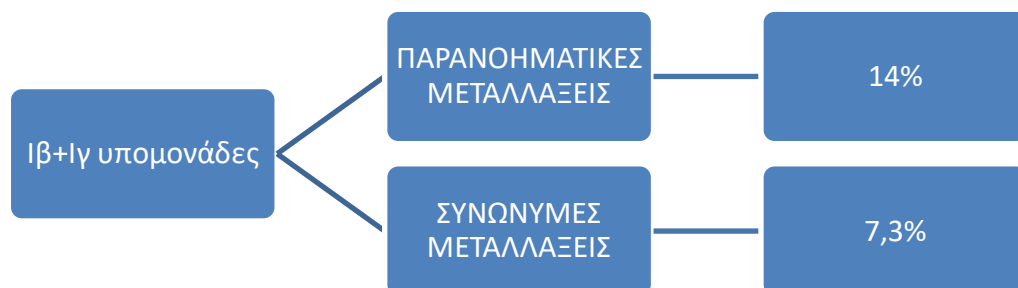 Ιβ+Ιγ υπομονάδες
ΠΑΡΑΝΟΗΜΑΤΙΚΕΣ
ΜΕΤΑΛΛΑΞΕΙΣ
14%
ΣΥΝΩΝΥΜΕΣ
ΜΕΤΑΛΛΑΞΕΙΣ
7,3%